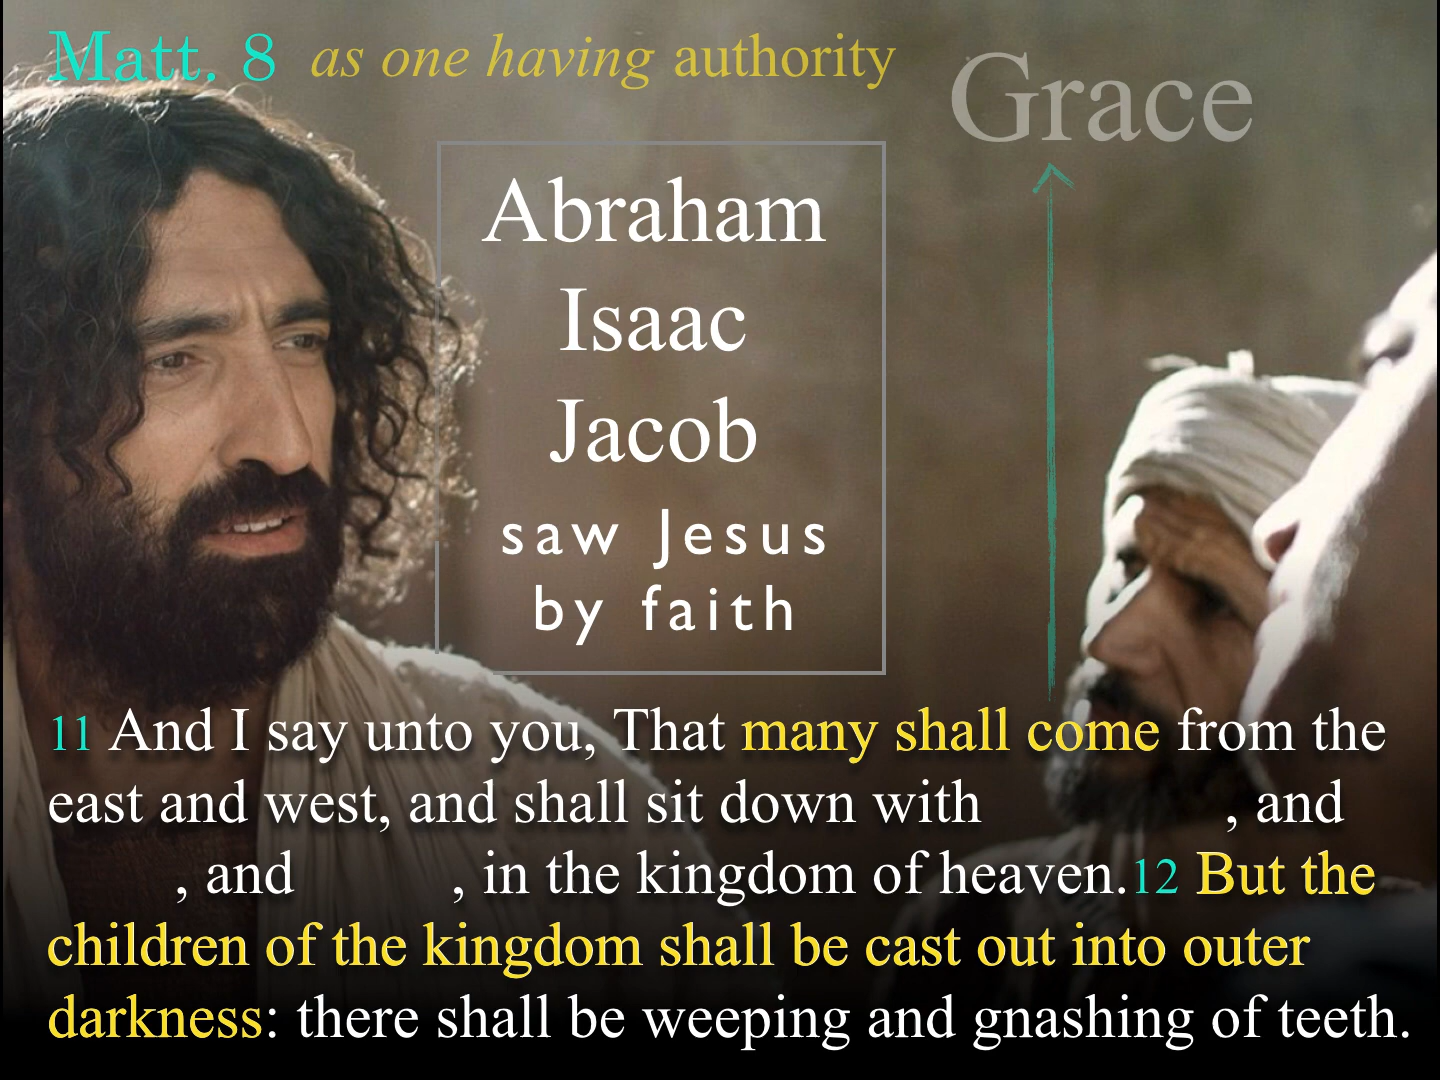 Matt. 8 as one having authority
Grace
Abraham
Isaac
Jacob
saw Jesus
by faith
11 And I say unto you, That many shall come from the
east and west, and shall sit down with , and
, and , in the kingdom of heaven.12 But the
children of the kingdom shall be cast out into outer
darkness: there shall be weeping and gnashing of teeth.